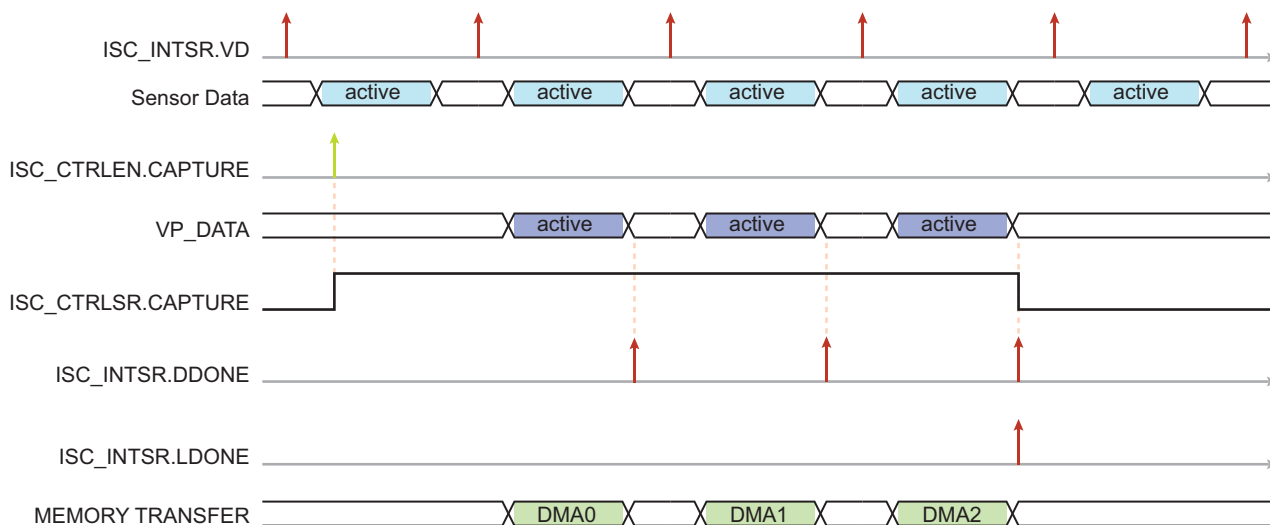 ISC_INTSR.VD
Sensor Data active active active active active
ISC_CTRLEN.CAPTURE
VP_DATA active active active
ISC_CTRLSR.CAPTURE
ISC_INTSR.DDONE
ISC_INTSR.LDONE
MEMORY TRANSFER DMA0 DMA1 DMA2